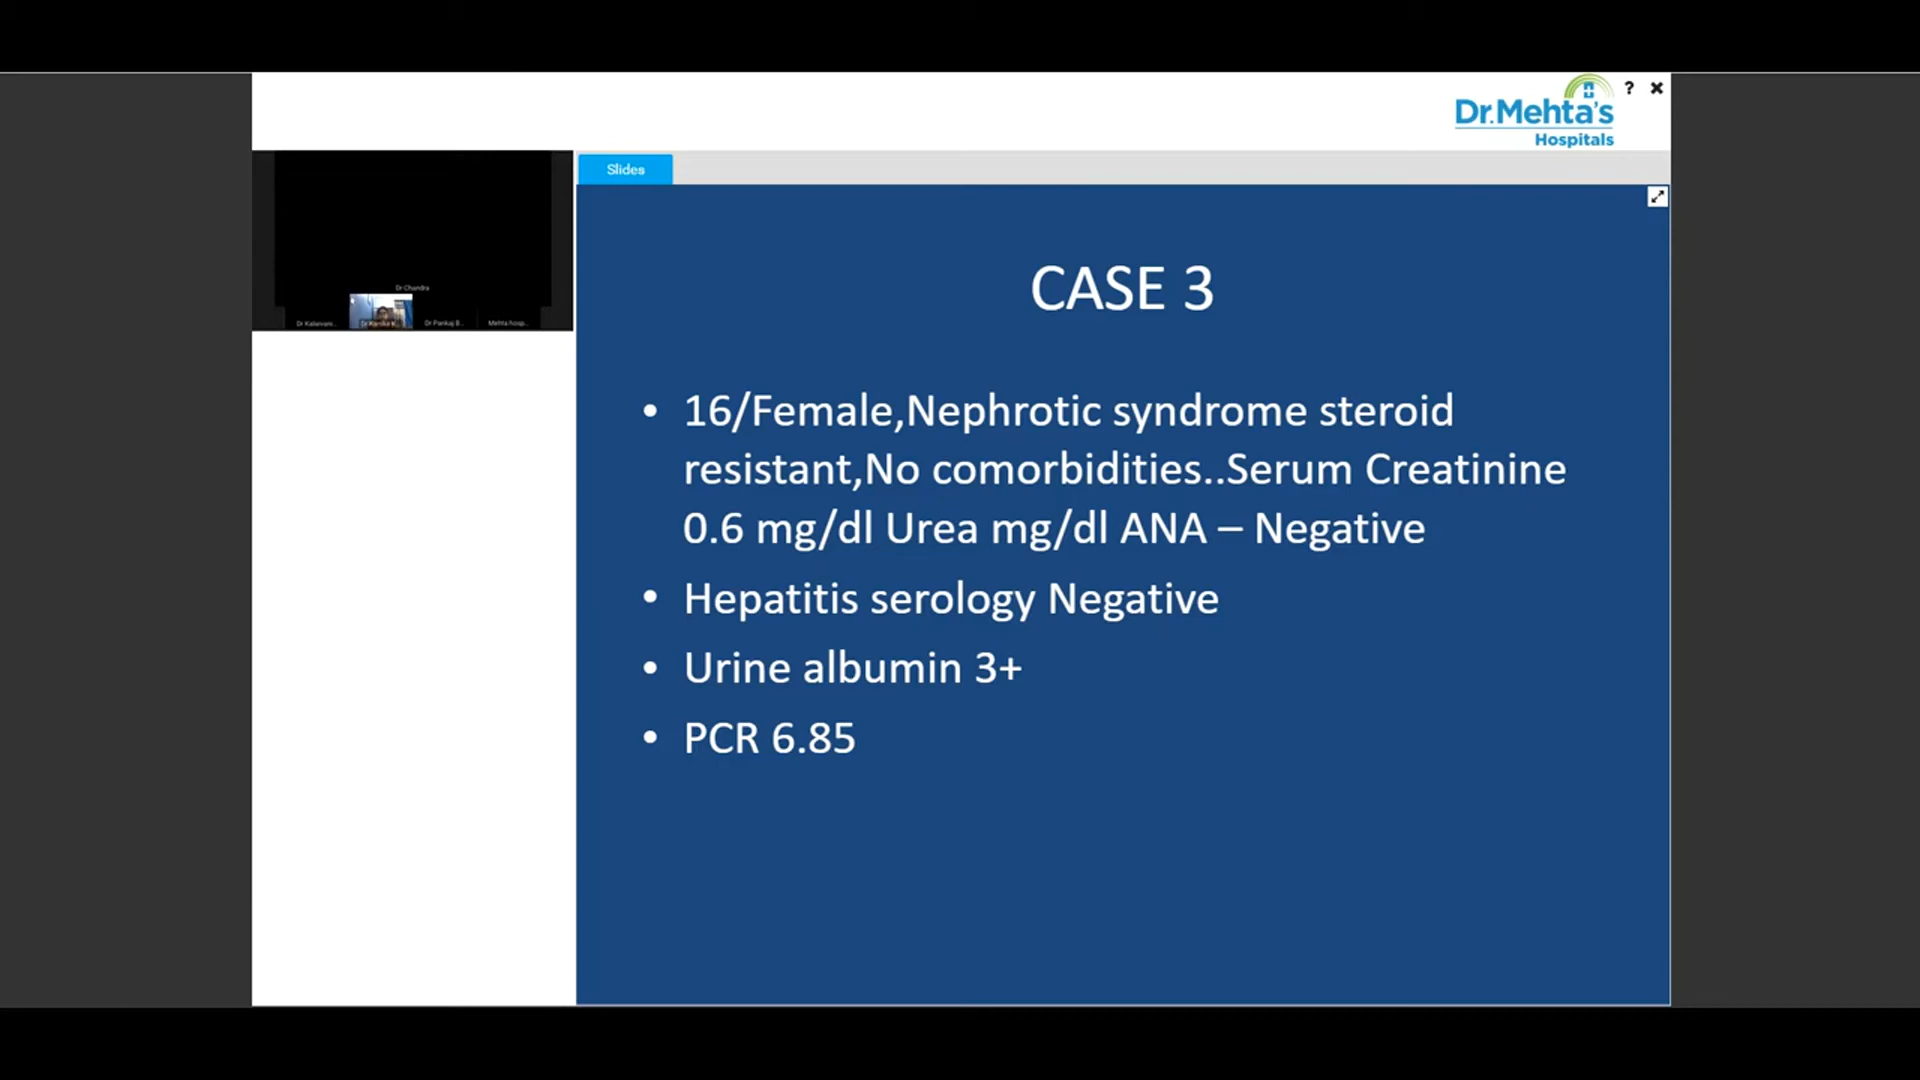 Dr.Mehta's
Hospitals
? ×
Slides
Dr Chandra
Dr Pankaj B...
Mehta hosp...
CASE 3
• 16/Female,Nephrotic syndrome steroid
resistant,No comorbidities..Serum Creatinine
0.6 mg/dl Urea mg/dl ANA – Negative
• Hepatitis serology Negative
• Urine albumin 3+
• PCR 6.85